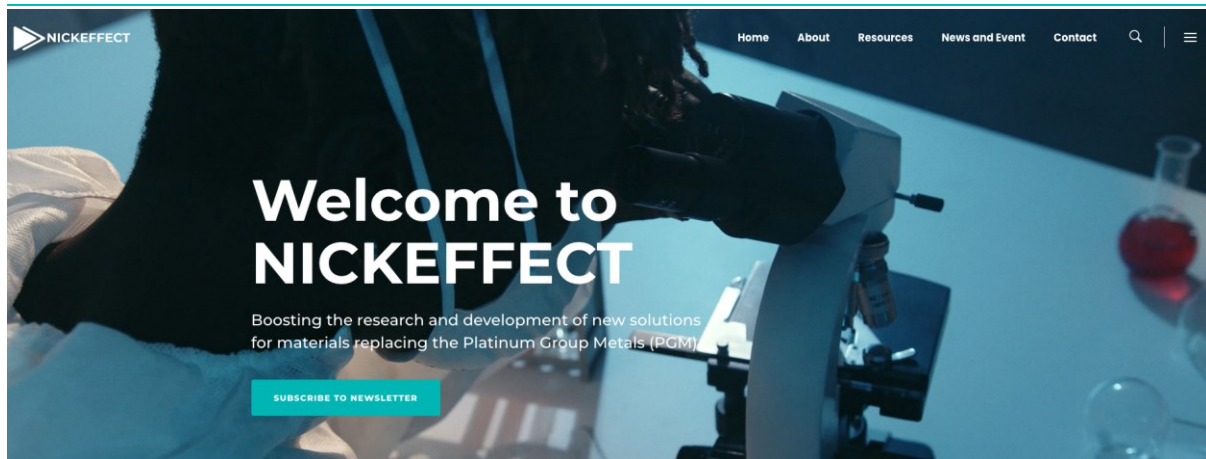 NICKEFFECT
Home About Resources News and Event Contact
Welcome to
NICKEFFECT
Boosting the research and development of new solutions
for materials replacing the Platinum Group Metals (PGM)
SUBSCRIBE TO NEWSLETTER